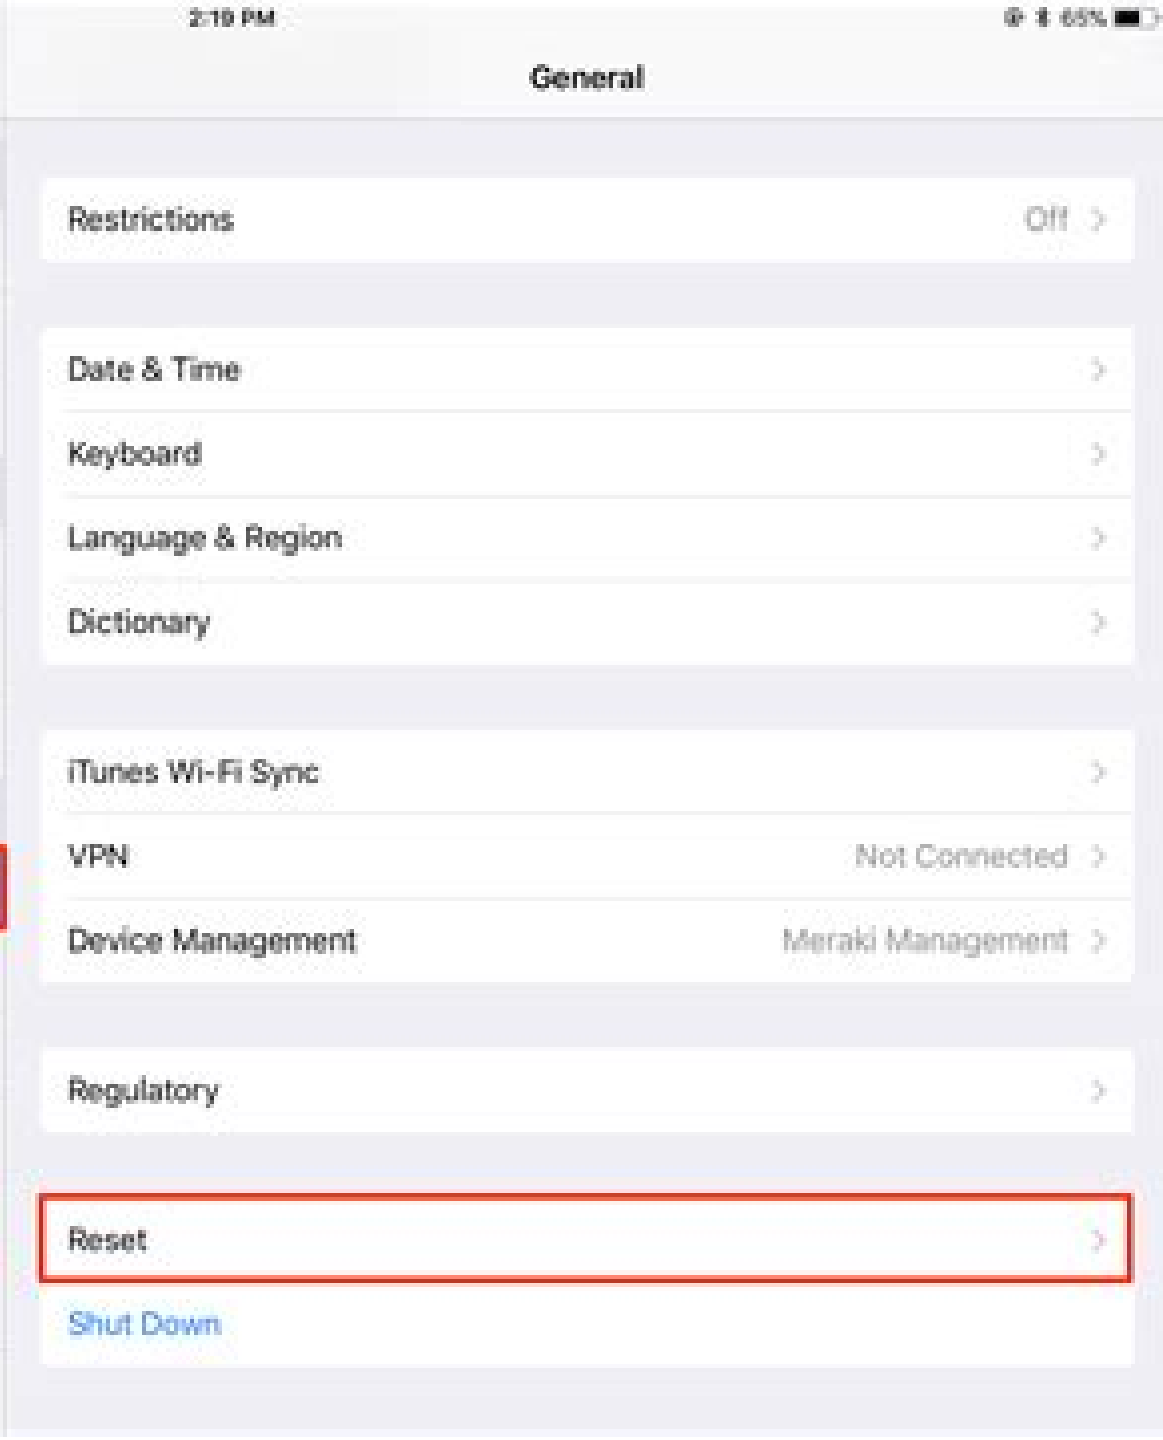 2:19 PM
65%
General
Restrictions Off
Date & Time
Keyboard
Language & Region
Dictionary
iTunes Wi-Fi Sync
VPN Not Connected
Device Management Meraki Management
Regulatory
Reset
Shut Down